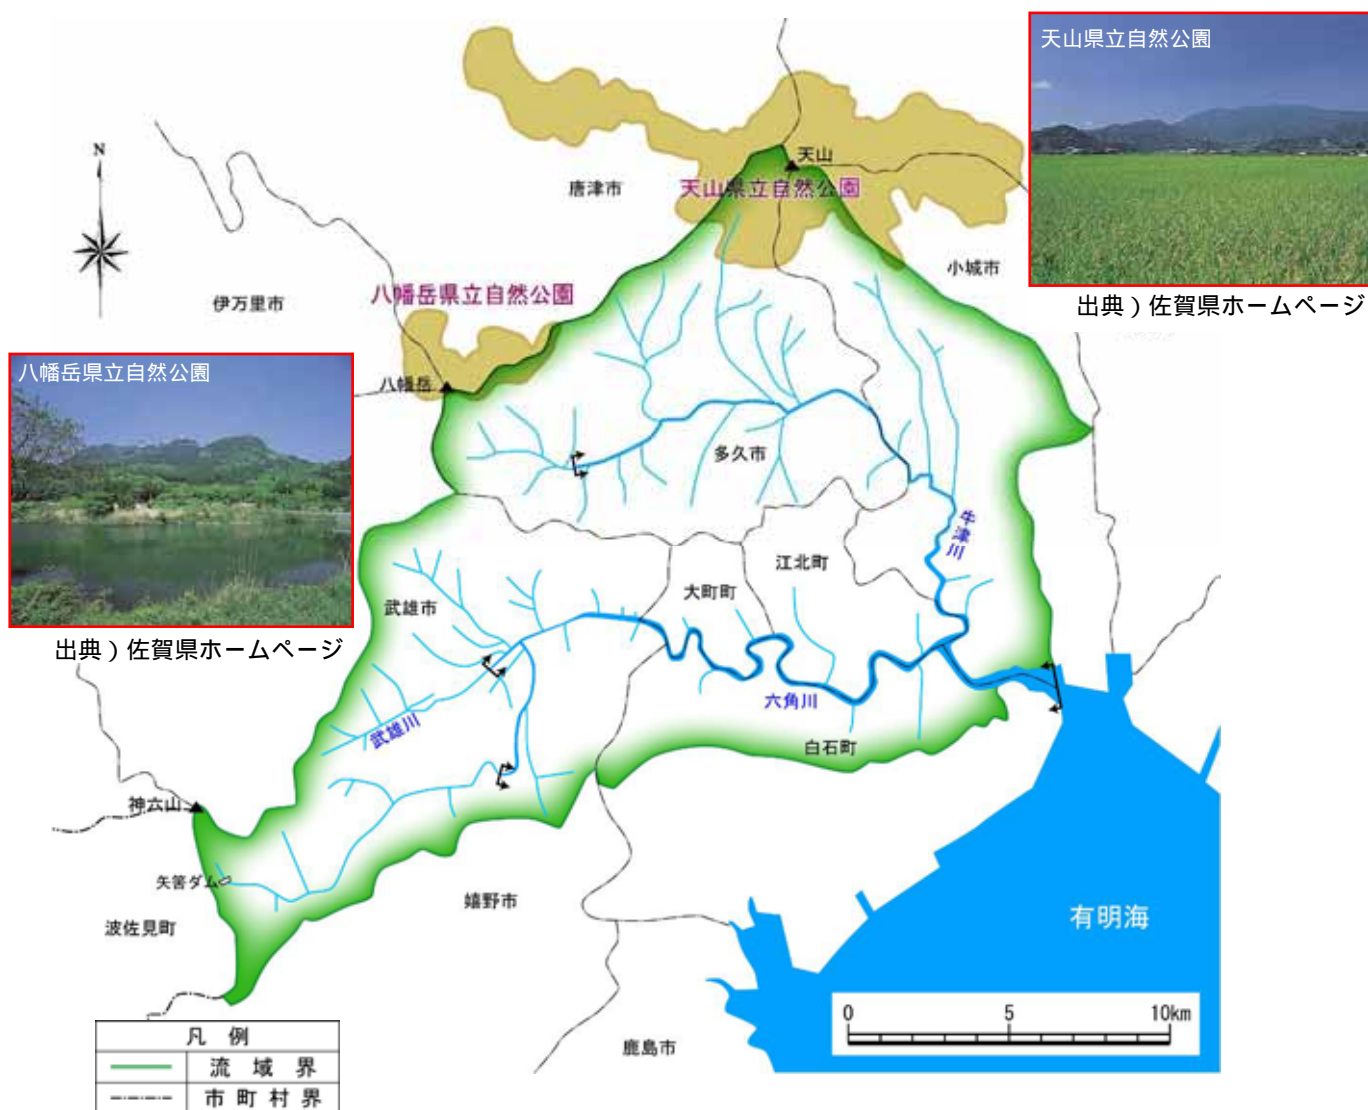 天山県立自然公園
出典）佐賀県ホームページ
N
天山
天山県立自然公園
唐津市
小城市
八幡岳県立自然公園
伊万里市
八幡岳県立自然公園
八幡岳
出典）佐賀県ホームページ
多久市
牛津川
江北町
大町町
武雄市
六角川
武雄川
白石町
神六山
矢筈ダム
嬉野市
波佐見町
有明海
0 5 10km
鹿島市
凡 例
流 域 界
市 町 村 界